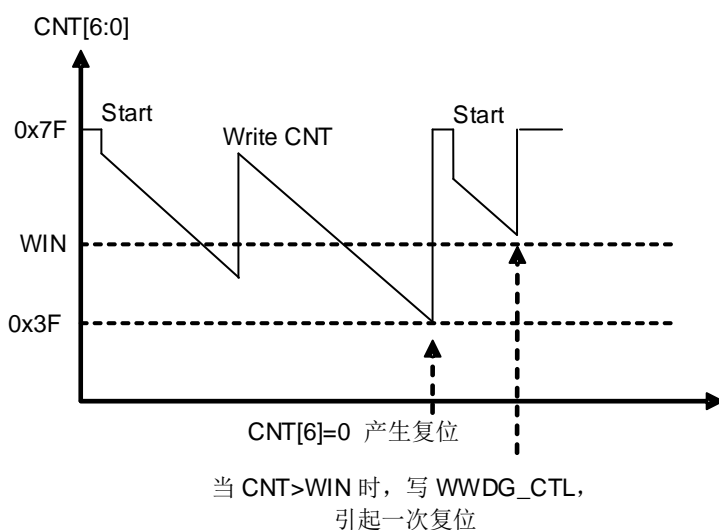 CNT[6:0]
Start
Start
0x7F
Write CNT
WIN
0x3F
CNT[6]=0 产生复位
当 CNT>WIN 时，写 WWDG_CTL，
引起一次复位